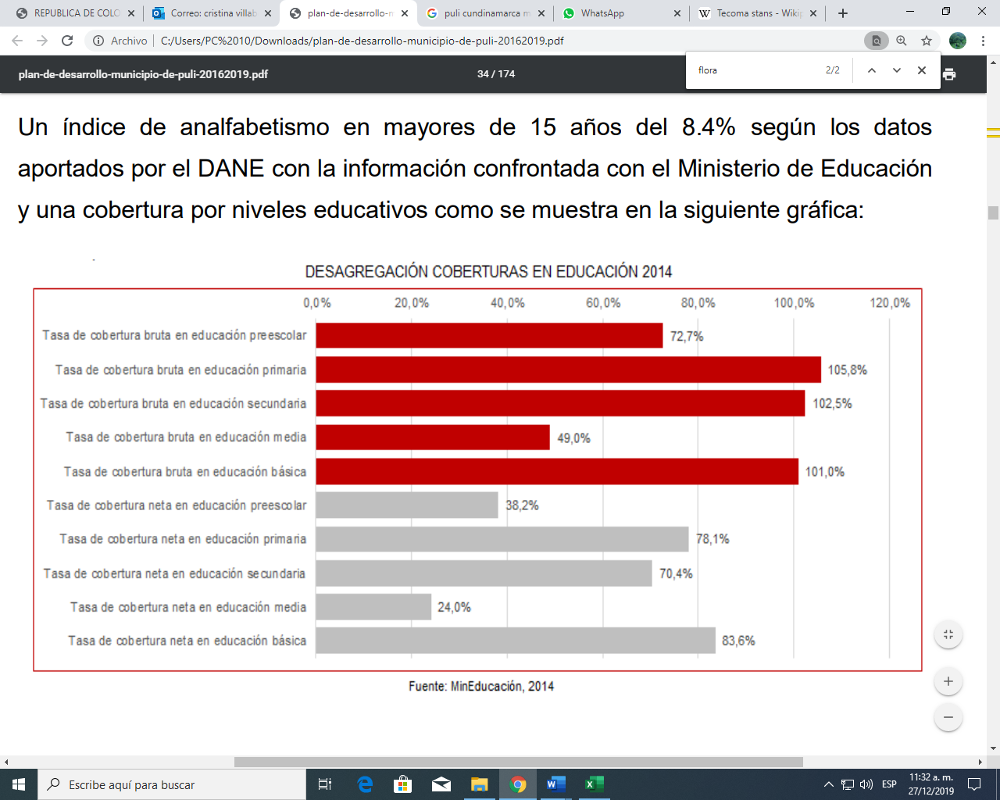 REPUBLICA DE COLO
Correo: cristina villab
plan-de-desarrollo-m
puli cundinamarca m
WhatsApp
Tecoma stans - Wikip
Archivo
C:/Users/PC%2010/Downloads/plan-de-desarrollo-municipio-de-puli-20162019.pdf
plan-de-desarrollo-municipio-de-puli-20162019.pdf
34 / 174
flora
2/2
Un índice de analfabetismo en mayores de 15 años del 8.4% según los datos
aportados por el DANE con la información confrontada con el Ministerio de Educación
y una cobertura por niveles educativos como se muestra en la siguiente gráfica:
DESAGREGACIÓN COBERTURAS EN EDUCACIÓN 2014
0,0% 20,0% 40,0% 60,0% 80,0% 100,0% 120,0%
Tasa de cobertura bruta en educación preescolar 72,7%
Tasa de cobertura bruta en educación primaria 105,8%
Tasa de cobertura bruta en educación secundaria 102,5%
Tasa de cobertura bruta en educación media 49,0%
Tasa de cobertura bruta en educación básica 101,0%
Tasa de cobertura neta en educación preescolar 38,2%
Tasa de cobertura neta en educación primaria 78,1%
Tasa de cobertura neta en educación secundaria 70,4%
Tasa de cobertura neta en educación media 24,0%
Tasa de cobertura neta en educación básica 83,6%
Fuente: MinEducación, 2014
Escribe aquí para buscar
ESP
11:32 a. m.
27/12/2019